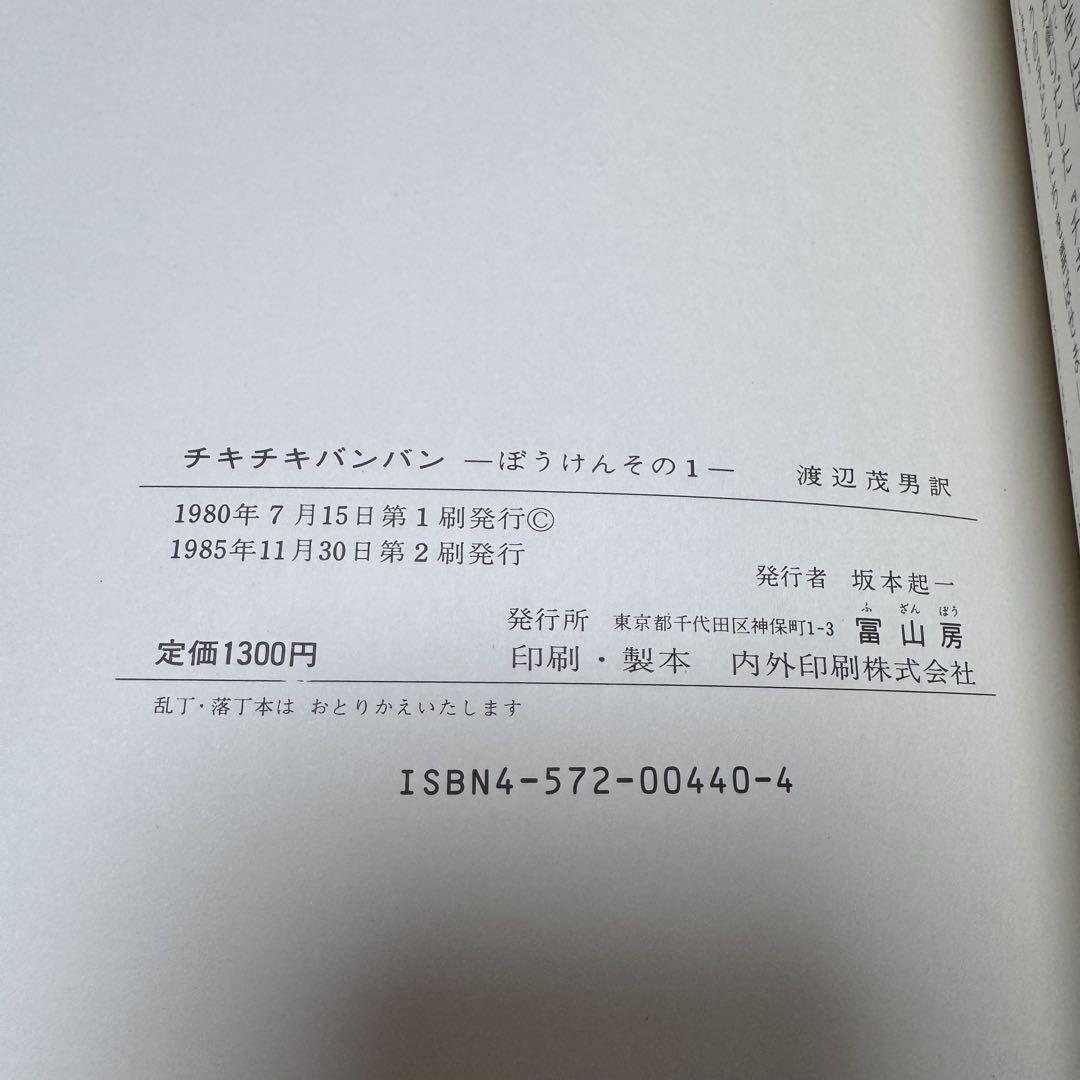 チキチキバンバン ―ぼうけんその1― 渡辺茂男訳
1980年7月15日第1刷発行©
1985年11月30日第2刷発行
発行者 坂本起一
発行所 東京都千代田区神保町1-3 冨山房
ふざんぼう
定価1300円
印刷・製本 内外印刷株式会社
乱丁・落丁本は おとりかえいたします
ISBN4-572-00440-4